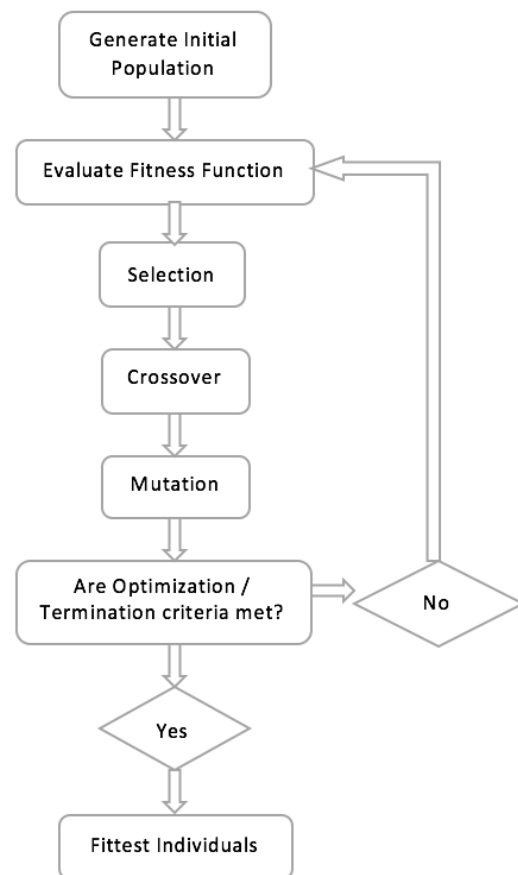 Generate Initial
Population
Evaluate Fitness Function
Selection
Crossover
Mutation
Are Optimization /
Termination criteria met?
No
Yes
Fittest Individuals